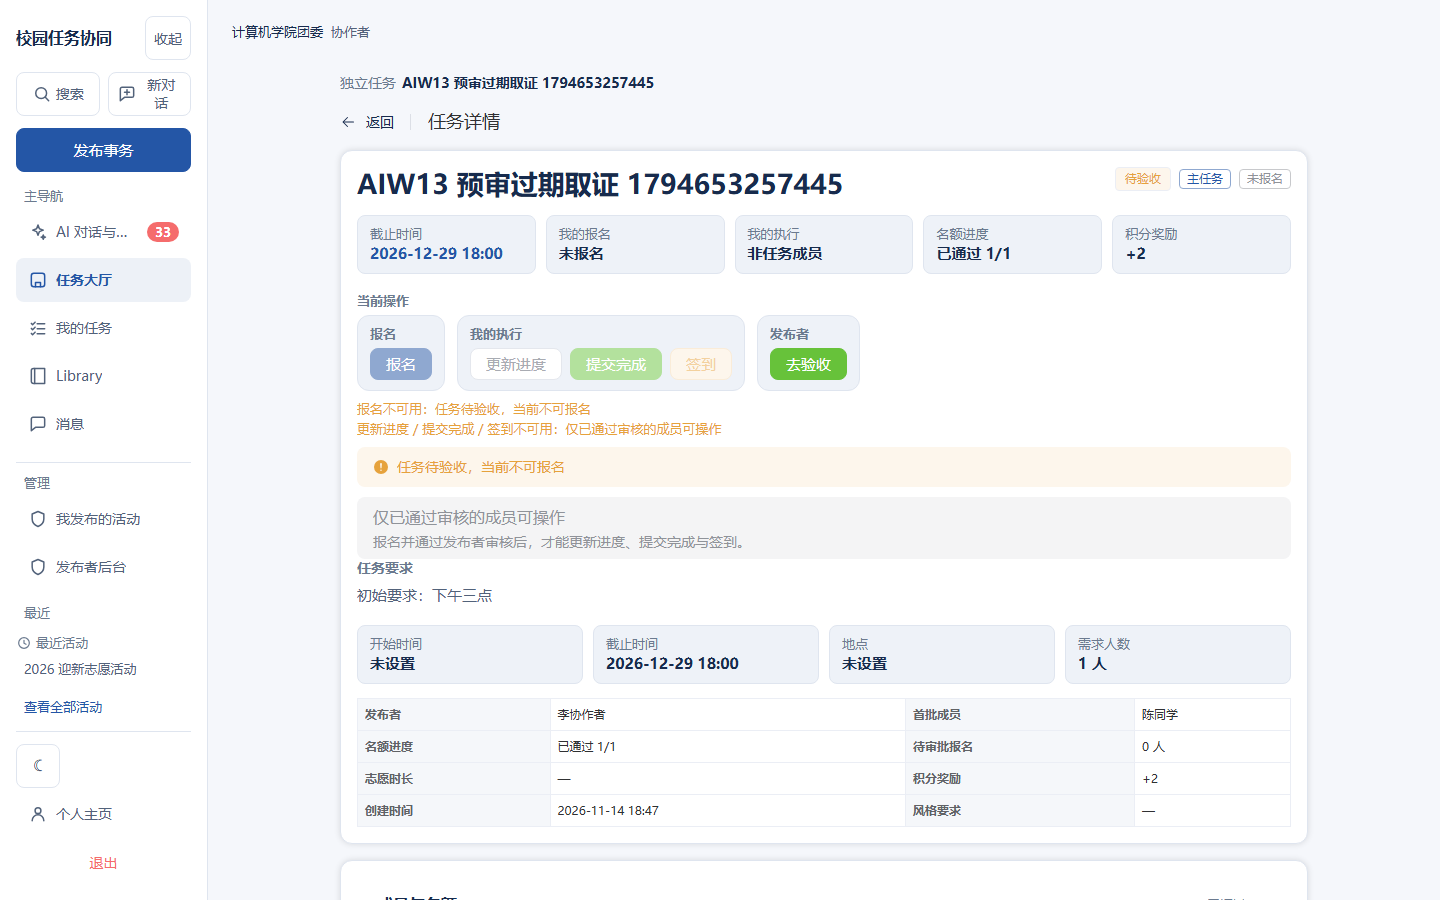 校园任务协同
收起
搜索
新对话
发布事务
主导航
AI 对话与...
33
任务大厅
我的任务
Library
消息
管理
我发布的活动
发布者后台
最近
最近活动
2026 迎新志愿活动
查看全部活动
个人主页
退出
计算机学院团委 协作者
独立任务 AIW13 预审过期取证 1794653257445
返回
任务详情
AIW13 预审过期取证 1794653257445
待验收
主任务
未报名
截止时间
2026-12-29 18:00
我的报名
未报名
我的执行
非任务成员
名额进度
已通过 1/1
积分奖励
+2
当前操作
报名
报名
我的执行
更新进度
提交完成
签到
发布者
去验收
报名不可用：任务待验收，当前不可报名
更新进度 / 提交完成 / 签到不可用：仅已通过审核的成员可操作
任务待验收，当前不可报名
仅已通过审核的成员可操作
报名并通过发布者审核后，才能更新进度、提交完成与签到。
任务要求
初始要求：下午三点
开始时间
未设置
截止时间
2026-12-29 18:00
地点
未设置
需求人数
1 人
发布者 李协作者 首批成员 陈同学
名额进度 已通过 1/1 待审批报名 0 人
志愿时长 — 积分奖励 +2
创建时间 2026-11-14 18:47 风格要求 —